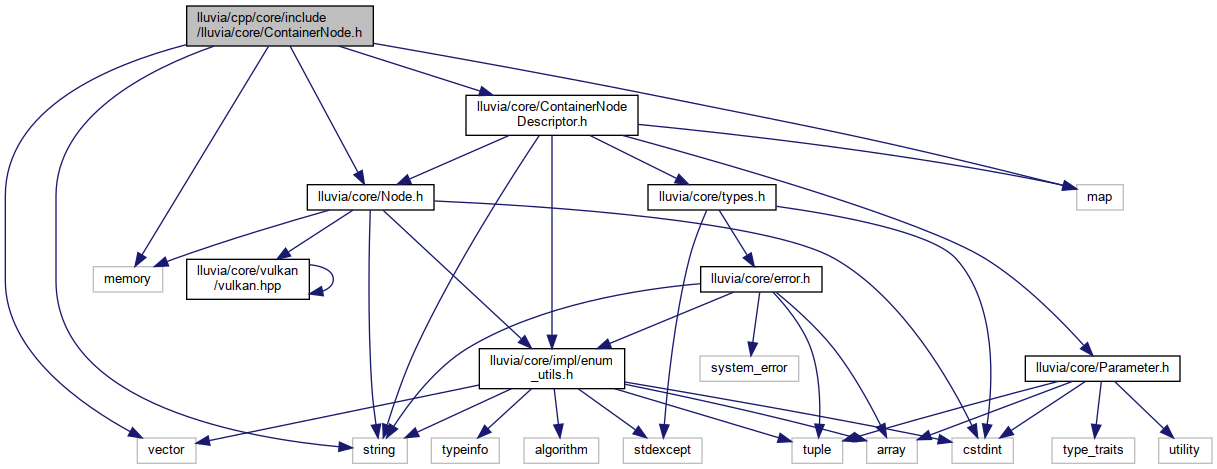 lluvia/cpp/core/include
/lluvia/core/ContainerNode.h
lluvia/core/ContainerNode
Descriptor.h
lluvia/core/Node.h
lluvia/core/types.h
map
memory
lluvia/core/vulkan
/vulkan.hpp
lluvia/core/error.h
lluvia/core/impl/enum
_utils.h
system_error
lluvia/core/Parameter.h
vector
string
typeinfo
algorithm
stdexcept
tuple
array
cstdint
type_traits
utility